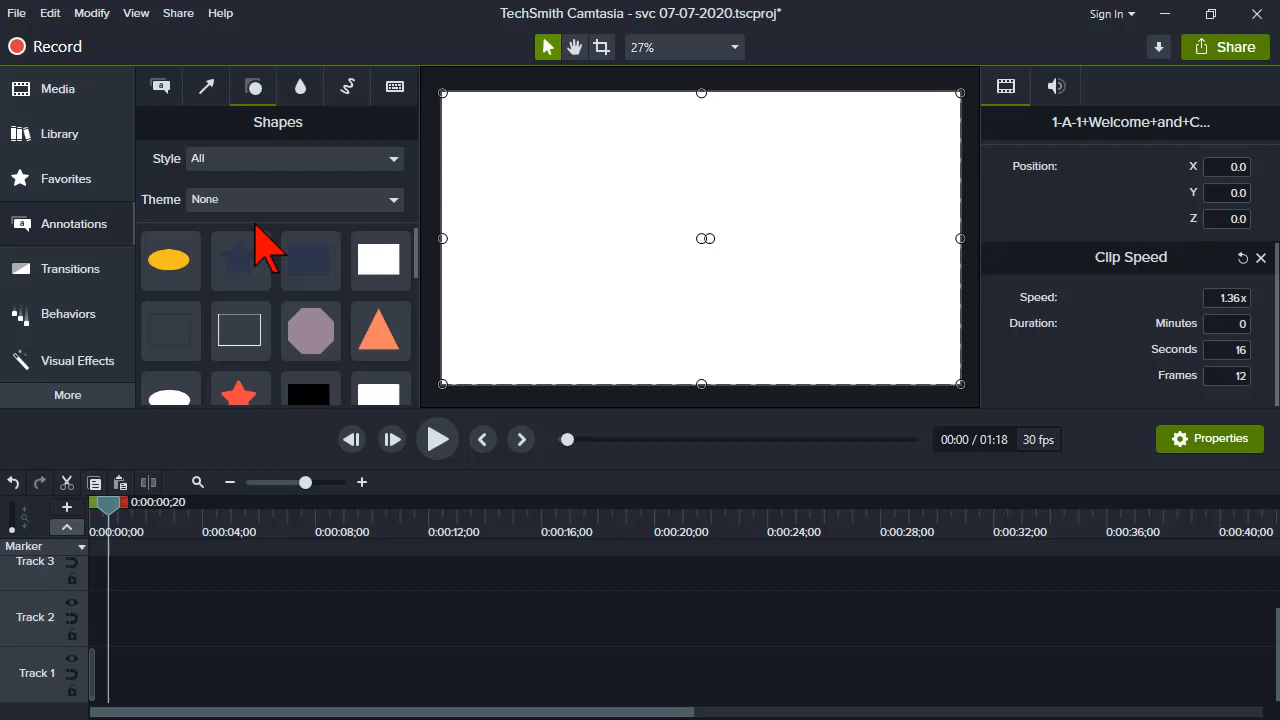 File Edit Modify View Share Help
TechSmith Camtasia - svc 07-07-2020.tscproj*
Sign In
Record
27%
Share
Media
Library
Favorites
Annotations
Transitions
Behaviors
Visual Effects
More
Shapes
Style All
Theme None
1-A-1+Welcome+and+C...
Position: X 0.0
Y 0.0
Z 0.0
Clip Speed
Speed: 1.36x
Duration: Minutes 0
Seconds 16
Frames 12
00:00 / 01:18 30 fps
Properties
0:00:00;20
0:00:00;00 0:00:04;00 0:00:08;00 0:00:12;00 0:00:16;00 0:00:20;00 0:00:24;00 0:00:28;00 0:00:32;00 0:00:36;00 0:00:40;00
Marker
Track 3
Track 2
Track 1